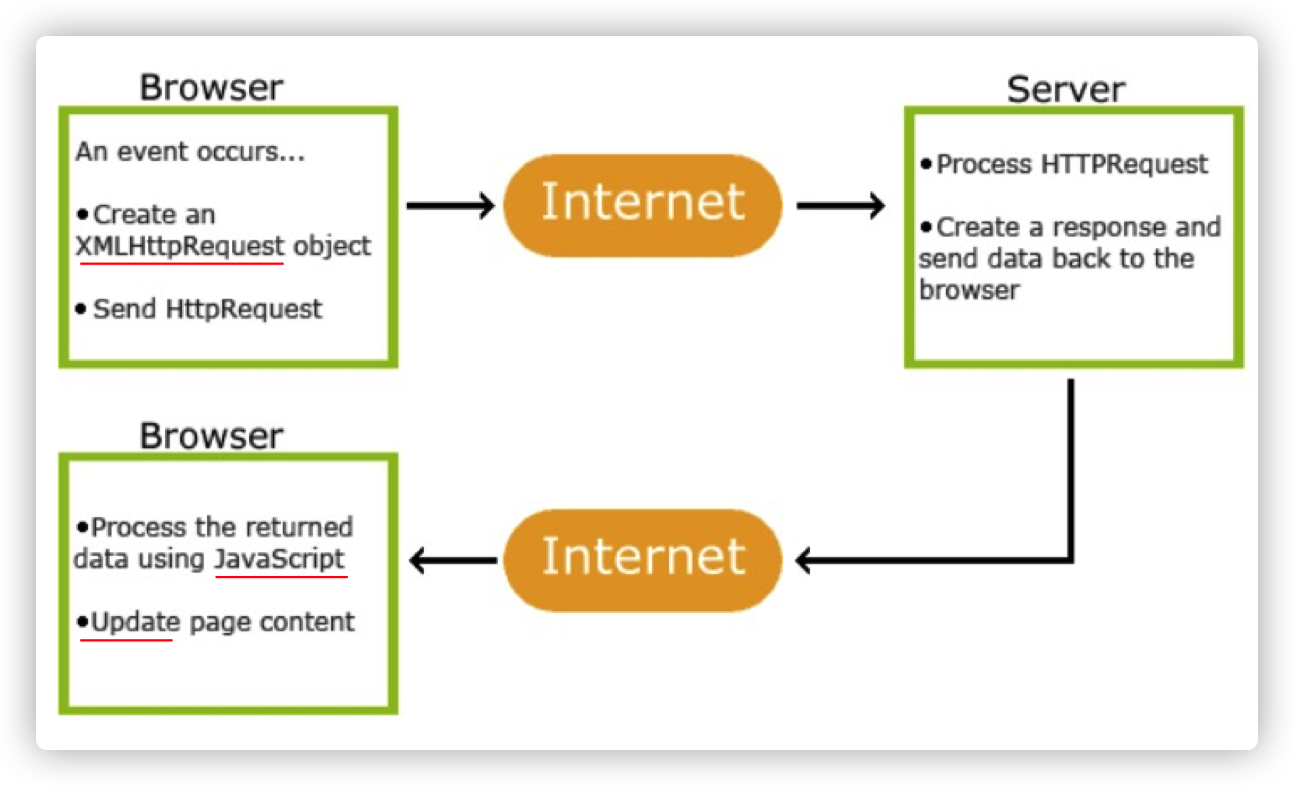 Browser
An event occurs...
•Create an
XMLHttpRequest object
• Send HttpRequest
Internet
Server
•Process HTTPRequest
•Create a response and
send data back to the
browser
Browser
•Process the returned
data using JavaScript
•Update page content
Internet